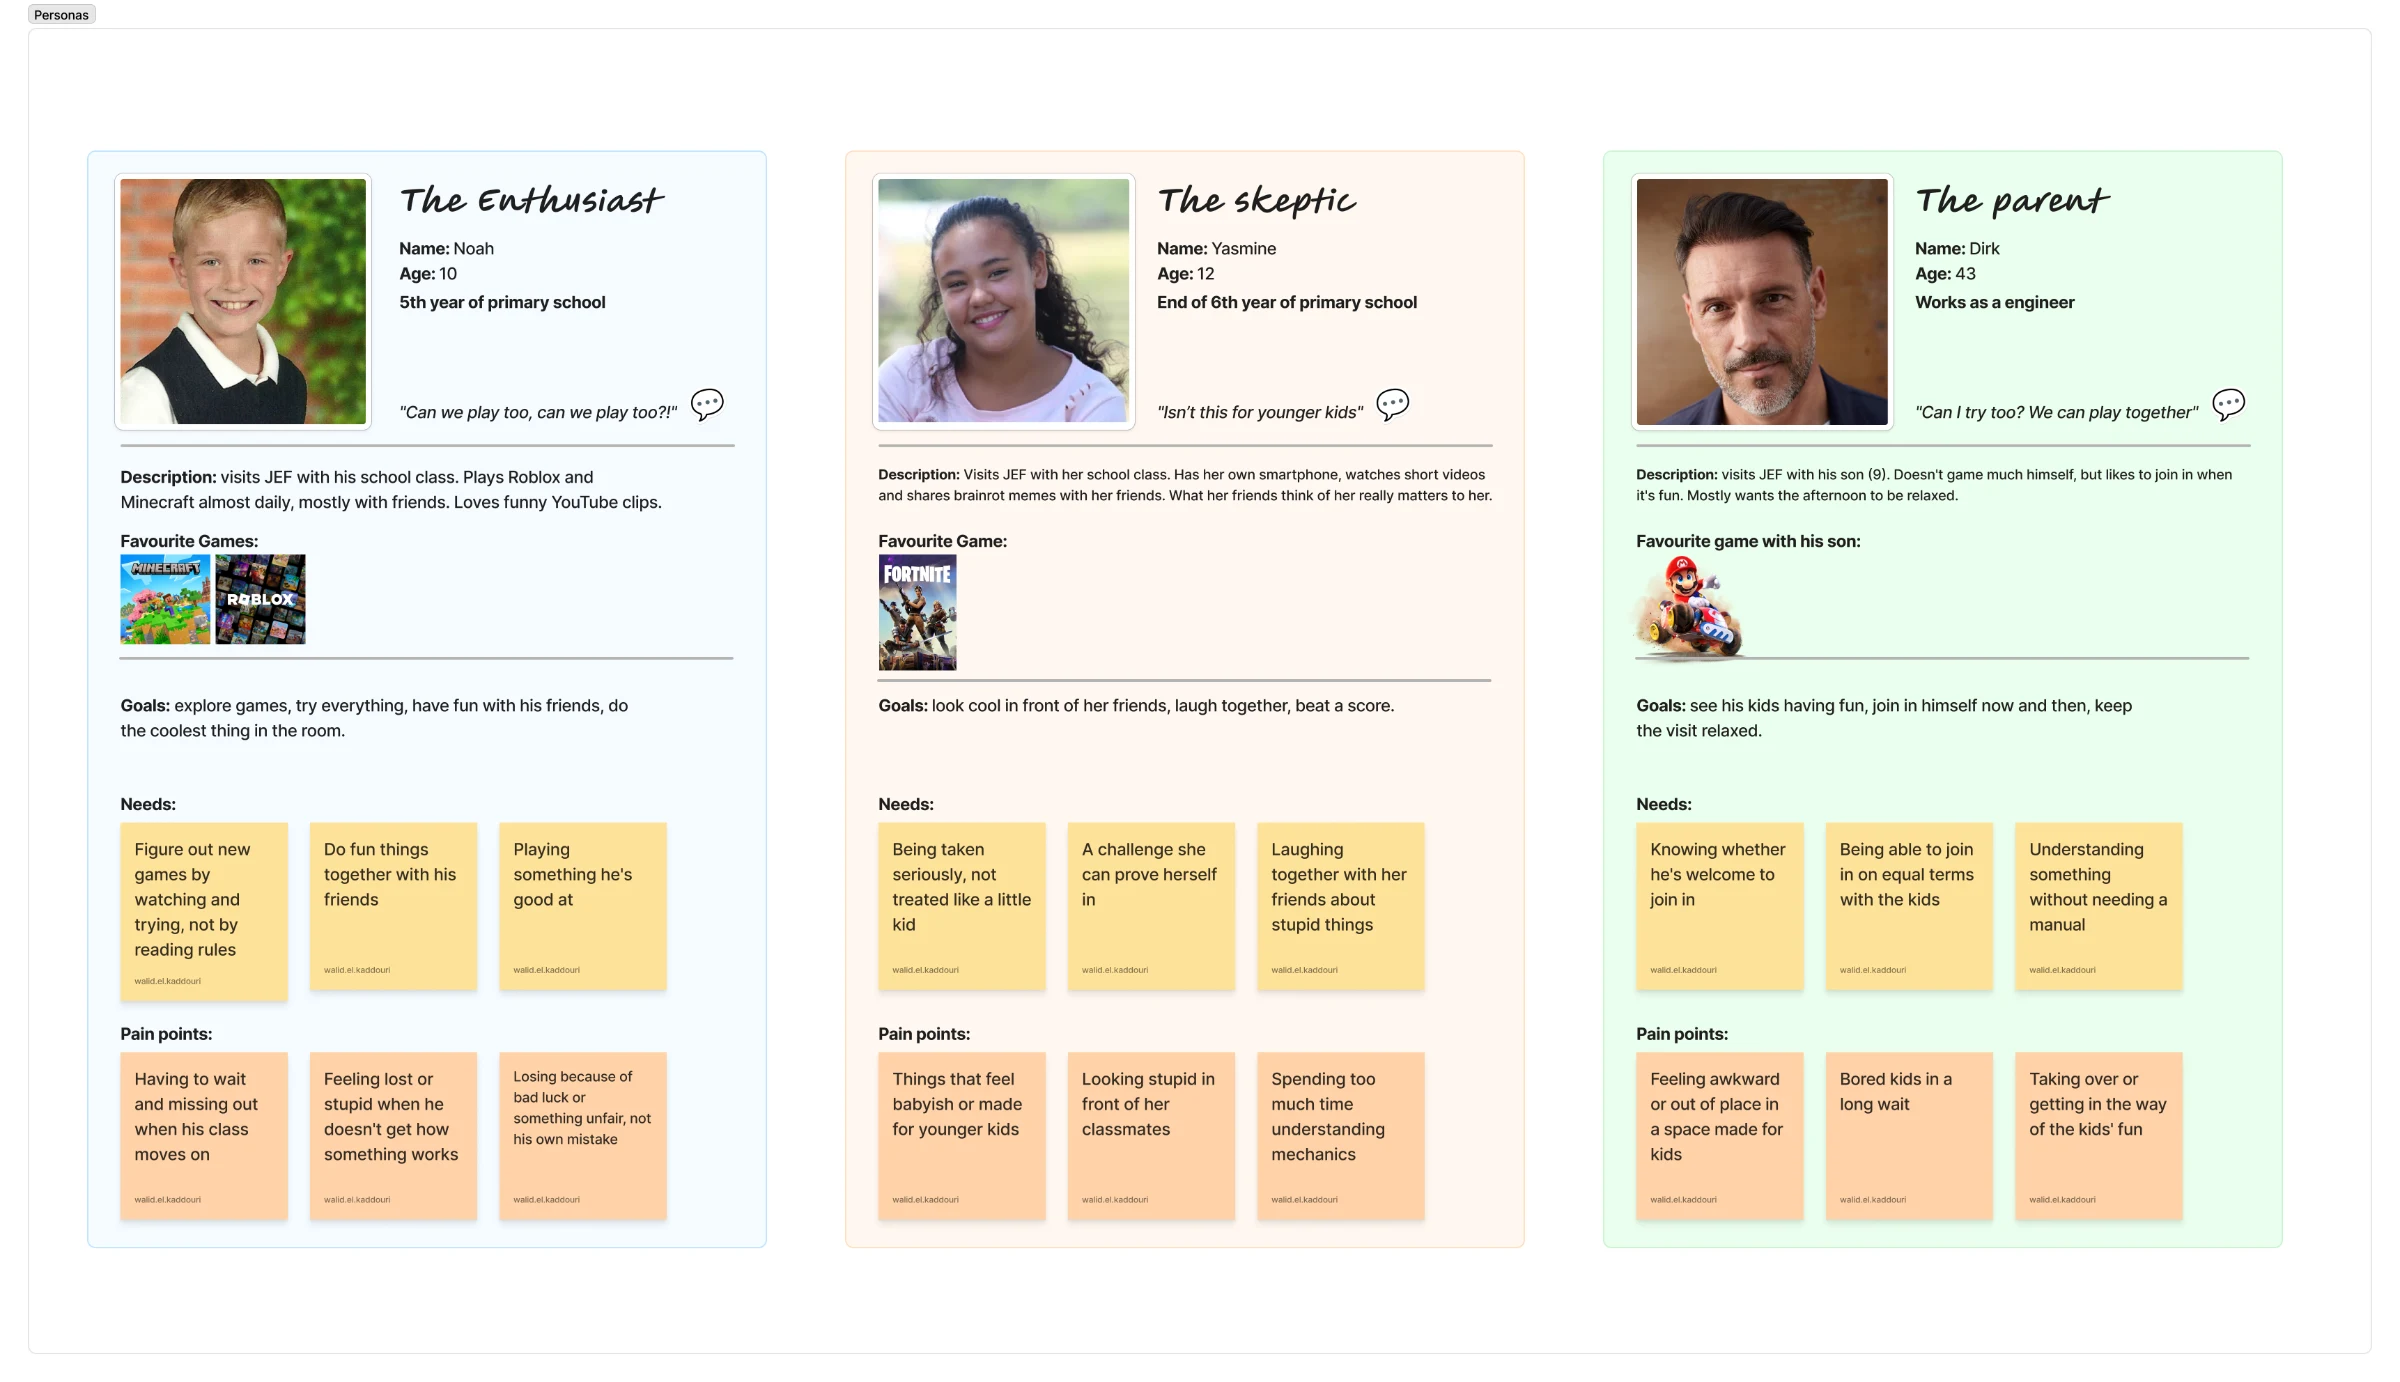 Personas
The Enthusiast
Name: Noah
Age: 10
5th year of primary school
"Can we play too, can we play too?!"
Description: visits JEF with his school class. Plays Roblox and
Minecraft almost daily, mostly with friends. Loves funny YouTube clips.
Favourite Games:
MINECRAFT
ROBLOX
Goals: explore games, try everything, have fun with his friends, do
the coolest thing in the room.
Needs:
Figure out new
games by
watching and
trying, not by
reading rules
walid.el.kaddouri
Do fun things
together with his
friends
walid.el.kaddouri
Playing
something he's
good at
walid.el.kaddouri
Pain points:
Having to wait
and missing out
when his class
moves on
walid.el.kaddouri
Feeling lost or
stupid when he
doesn't get how
something works
walid.el.kaddouri
Losing because of
bad luck or
something unfair, not
his own mistake
walid.el.kaddouri
The skeptic
Name: Yasmine
Age: 12
End of 6th year of primary school
"Isn’t this for younger kids"
Description: Visits JEF with her school class. Has her own smartphone, watches short videos
and shares brainrot memes with her friends. What her friends think of her really matters to her.
Favourite Game:
FORTNITE
Goals: look cool in front of her friends, laugh together, beat a score.
Needs:
Being taken
seriously, not
treated like a little
kid
walid.el.kaddouri
A challenge she
can prove herself
in
walid.el.kaddouri
Laughing
together with her
friends about
stupid things
walid.el.kaddouri
Pain points:
Things that feel
babyish or made
for younger kids
walid.el.kaddouri
Looking stupid in
front of her
classmates
walid.el.kaddouri
Spending too
much time
understanding
mechanics
walid.el.kaddouri
The parent
Name: Dirk
Age: 43
Works as a engineer
"Can I try too? We can play together"
Description: visits JEF with his son (9). Doesn't game much himself, but likes to join in when
it's fun. Mostly wants the afternoon to be relaxed.
Favourite game with his son:
M
Goals: see his kids having fun, join in himself now and then, keep
the visit relaxed.
Needs:
Knowing whether
he's welcome to
join in
walid.el.kaddouri
Being able to join
in on equal terms
with the kids
walid.el.kaddouri
Understanding
something
without needing a
manual
walid.el.kaddouri
Pain points:
Feeling awkward
or out of place in
a space made for
kids
walid.el.kaddouri
Bored kids in a
long wait
walid.el.kaddouri
Taking over or
getting in the way
of the kids' fun
walid.el.kaddouri